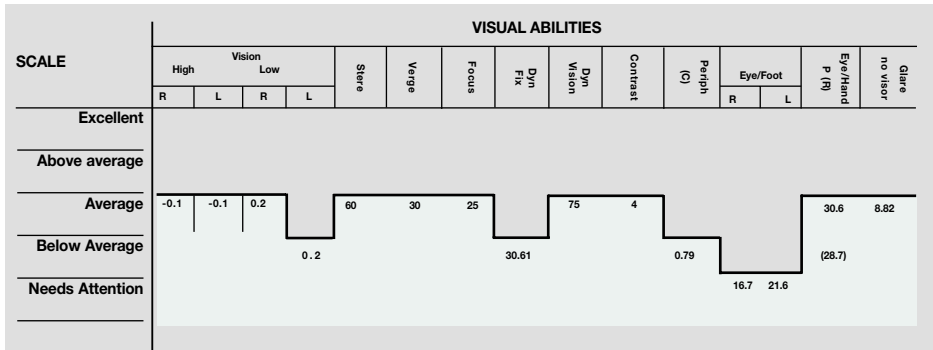 VISUAL ABILITIES
SCALE
Vision
High Low
R L R L
Stere
Verge
Focus
Dyn
Fix
Dyn
Vision
Contrast
Periph
(C)
Eye/Foot
R L
Eye/Hand
P (R)
Glare
no visor
Excellent
Above average
Average -0.1 -0.1 0.2 60 30 25 75 4 30.6 8.82
Below Average 0.2 30.61 0.79 (28.7)
Needs Attention 16.7 21.6